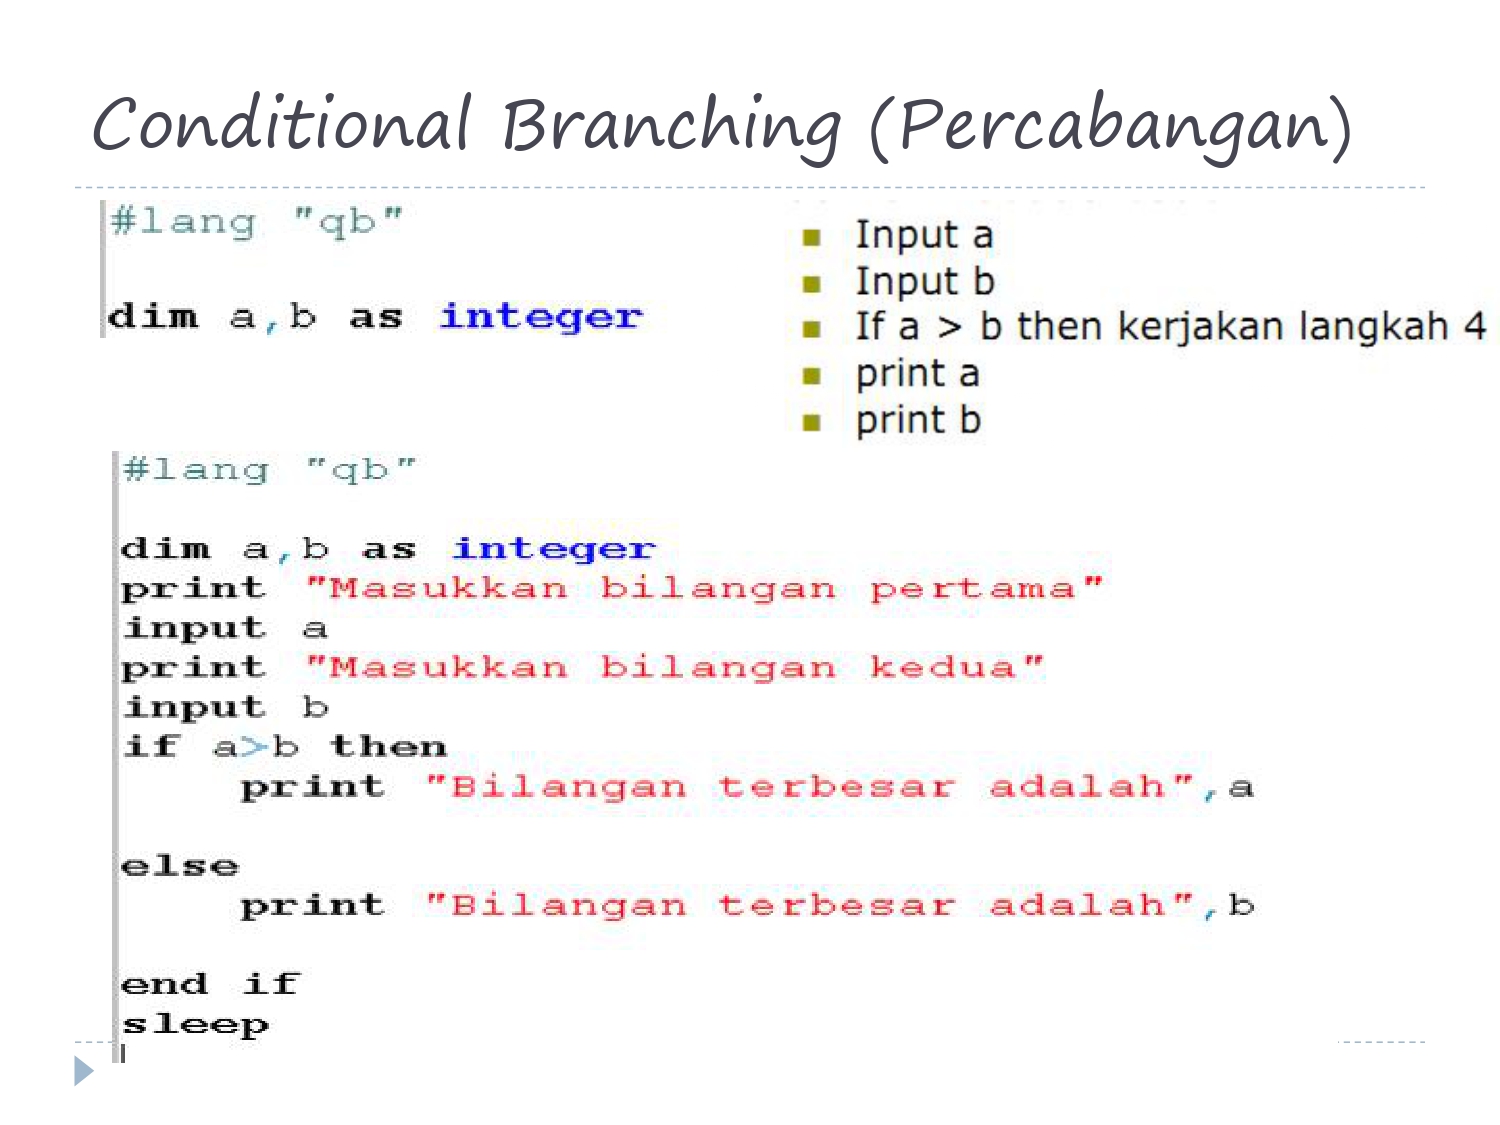 Conditional Branching (Percabangan)
#lang "qb"
dim a,b as integer
Input a
Input b
If a > b then kerjakan langkah 4
print a
print b
#lang "qb"
dim a,b as integer
print "Masukkan bilangan pertama"
input a
print "Masukkan bilangan kedua"
input b
if a>b then
print "Bilangan terbesar adalah",a
else
print "Bilangan terbesar adalah",b
end if
sleep